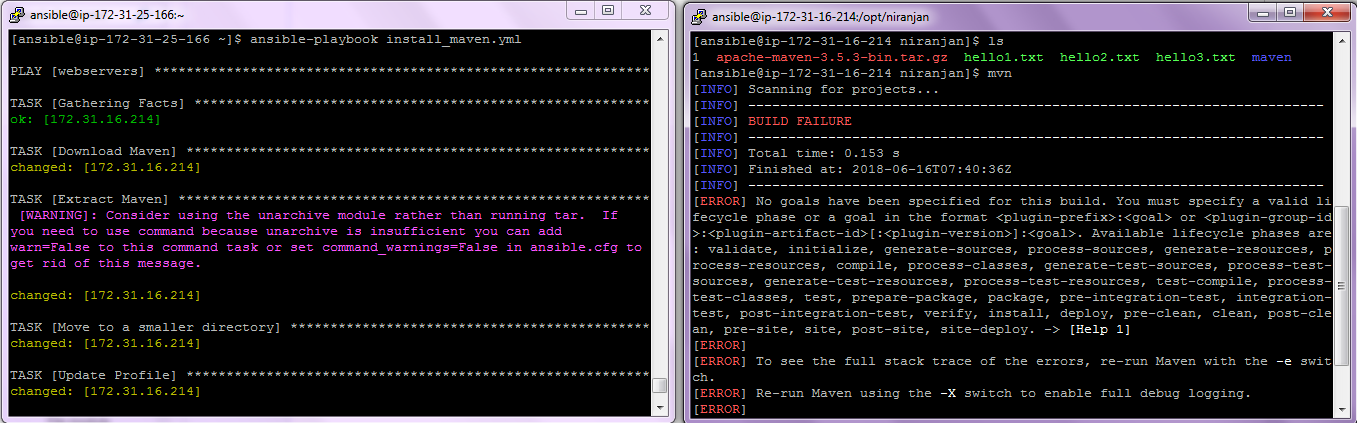 ansible@ip-172-31-25-166:~
[ansible@ip-172-31-25-166 ~]$ ansible-playbook install_maven.yml
PLAY [webservers] **************************************************************
TASK [Gathering Facts] *********************************************************
ok: [172.31.16.214]
TASK [Download Maven] **********************************************************
changed: [172.31.16.214]
TASK [Extract Maven] ***********************************************************
 [WARNING]: Consider using the unarchive module rather than running tar.  If
you need to use command because unarchive is insufficient you can add
warn=False to this command task or set command_warnings=False in ansible.cfg to
get rid of this message.
changed: [172.31.16.214]
TASK [Move to a smaller directory] *********************************************
changed: [172.31.16.214]
TASK [Update Profile] **********************************************************
changed: [172.31.16.214]
ansible@ip-172-31-16-214:/opt/niranjan
[ansible@ip-172-31-16-214 niranjan]$ ls
1  apache-maven-3.5.3-bin.tar.gz  hello1.txt  hello2.txt  hello3.txt  maven
[ansible@ip-172-31-16-214 niranjan]$ mvn
[INFO] Scanning for projects...
[INFO] ------------------------------------------------------------------------
[INFO] BUILD FAILURE
[INFO] ------------------------------------------------------------------------
[INFO] Total time: 0.153 s
[INFO] Finished at: 2018-06-16T07:40:36Z
[INFO] ------------------------------------------------------------------------
[ERROR] No goals have been specified for this build. You must specify a valid li
fecycle phase or a goal in the format <plugin-prefix>:<goal> or <plugin-group-id
>:<plugin-artifact-id>[:<plugin-version>]:<goal>. Available lifecycle phases are
: validate, initialize, generate-sources, process-sources, generate-resources, p
rocess-resources, compile, process-classes, generate-test-sources, process-test-
sources, generate-test-resources, process-test-resources, test-compile, process-
test-classes, test, prepare-package, package, pre-integration-test, integration-
test, post-integration-test, verify, install, deploy, pre-clean, clean, post-cle
an, pre-site, site, post-site, site-deploy. -> [Help 1]
[ERROR]
[ERROR] To see the full stack trace of the errors, re-run Maven with the -e swit
ch.
[ERROR] Re-run Maven using the -X switch to enable full debug logging.
[ERROR]